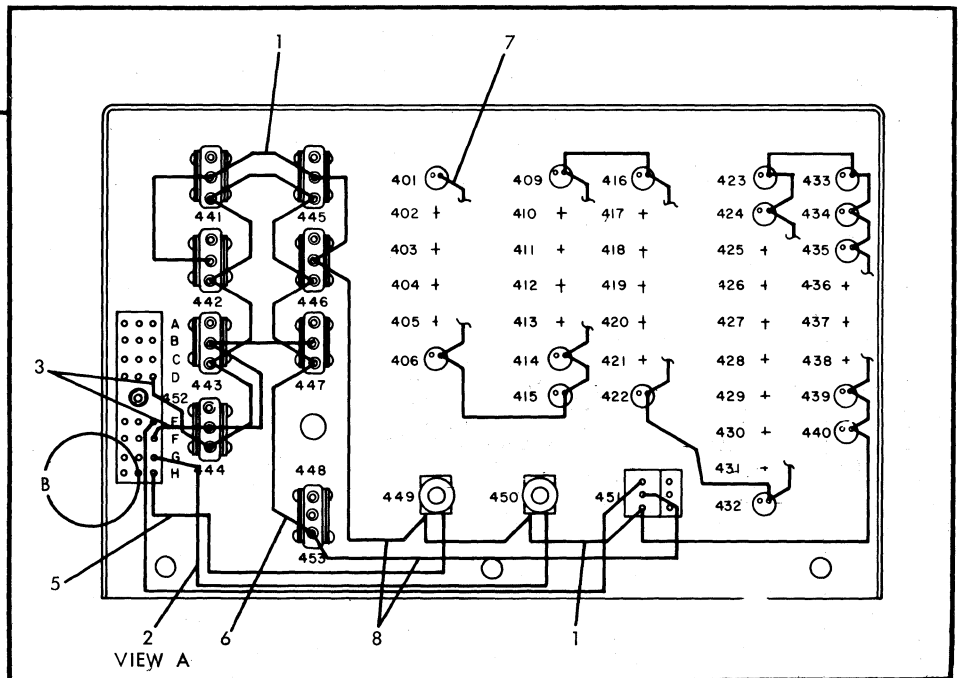 1 7
401 409 416 423 433
402 410 417 424 434
441 445
403 411 418 425 435
404 412 419 426 436
442 446
A
B
405 413 420 427 437
C
3 D 443 447 406 414 421 428 438
452 415 422 429 439
E
F 430 440
G 444 448 431
B H
449 450 451 432
453
5 2 6 8 1
VIEW A